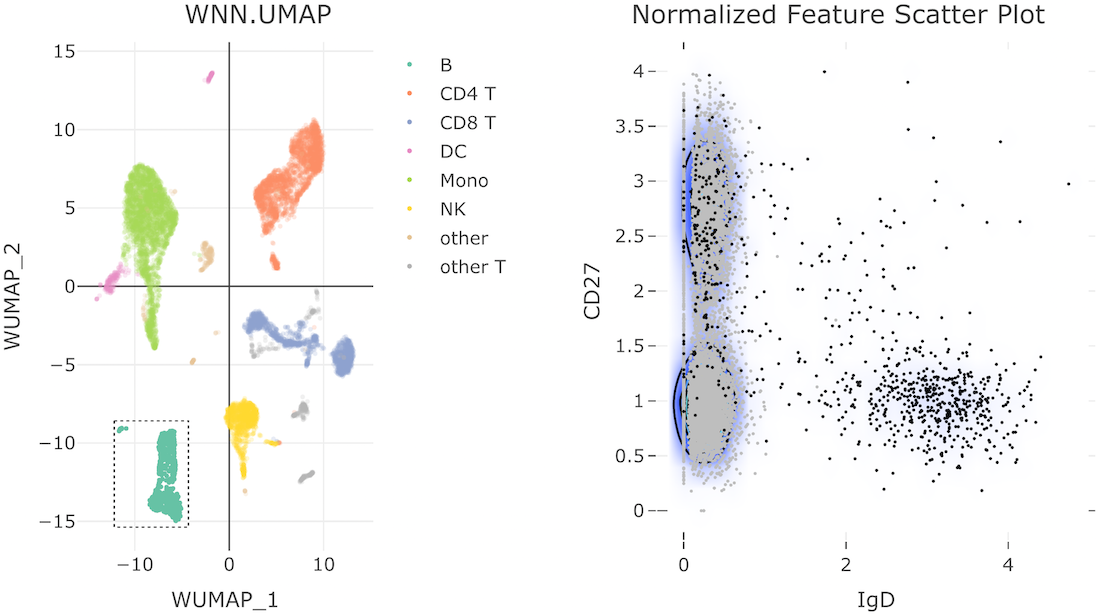 WNN.UMAP
15
10
5
0
−5
−10
−15
−10
0
10
WUMAP_1
WUMAP_2
B
CD4 T
CD8 T
DC
Mono
NK
other
other T
Normalized Feature Scatter Plot
4
3.5
3
2.5
2
1.5
1
0.5
0
0
2
4
IgD
CD27